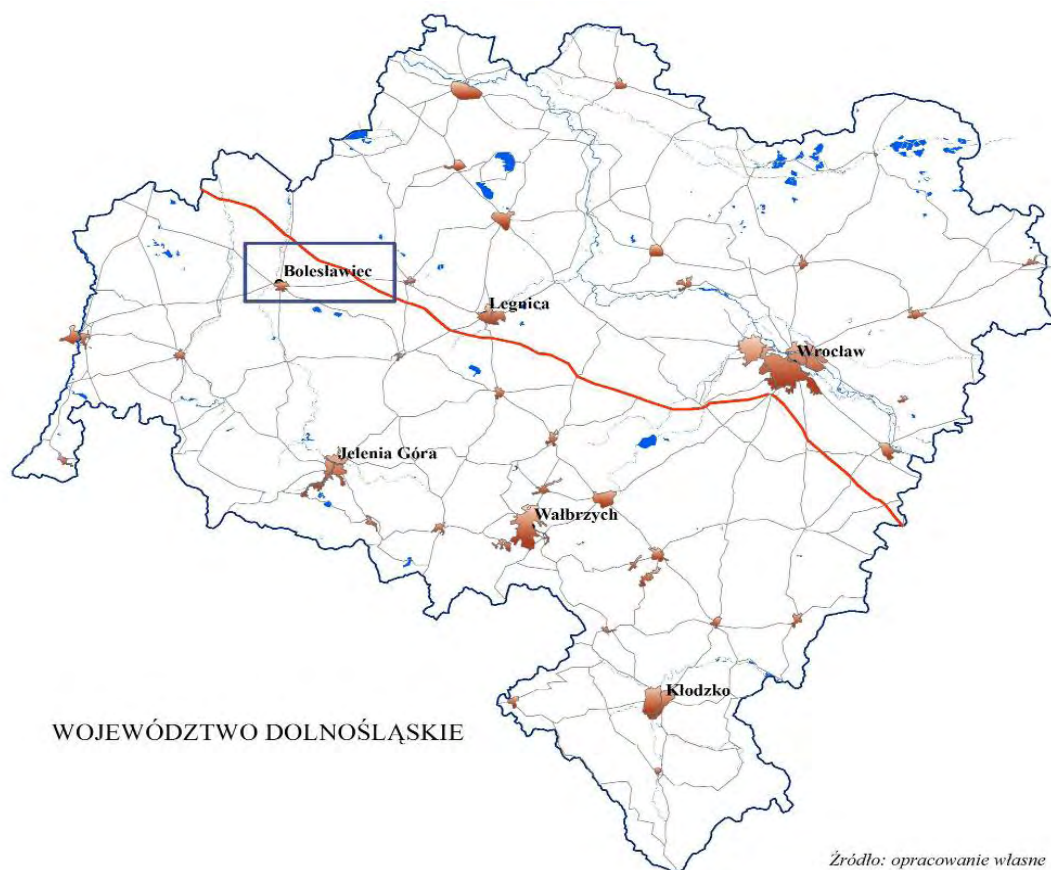 Bolesławiec
Legnica
Wrocław
Jelenia Góra
Wałbrzych
Kłodzko
WOJEWÓDZTWO DOLNOŚLĄSKIE
Źródło: opracowanie własne